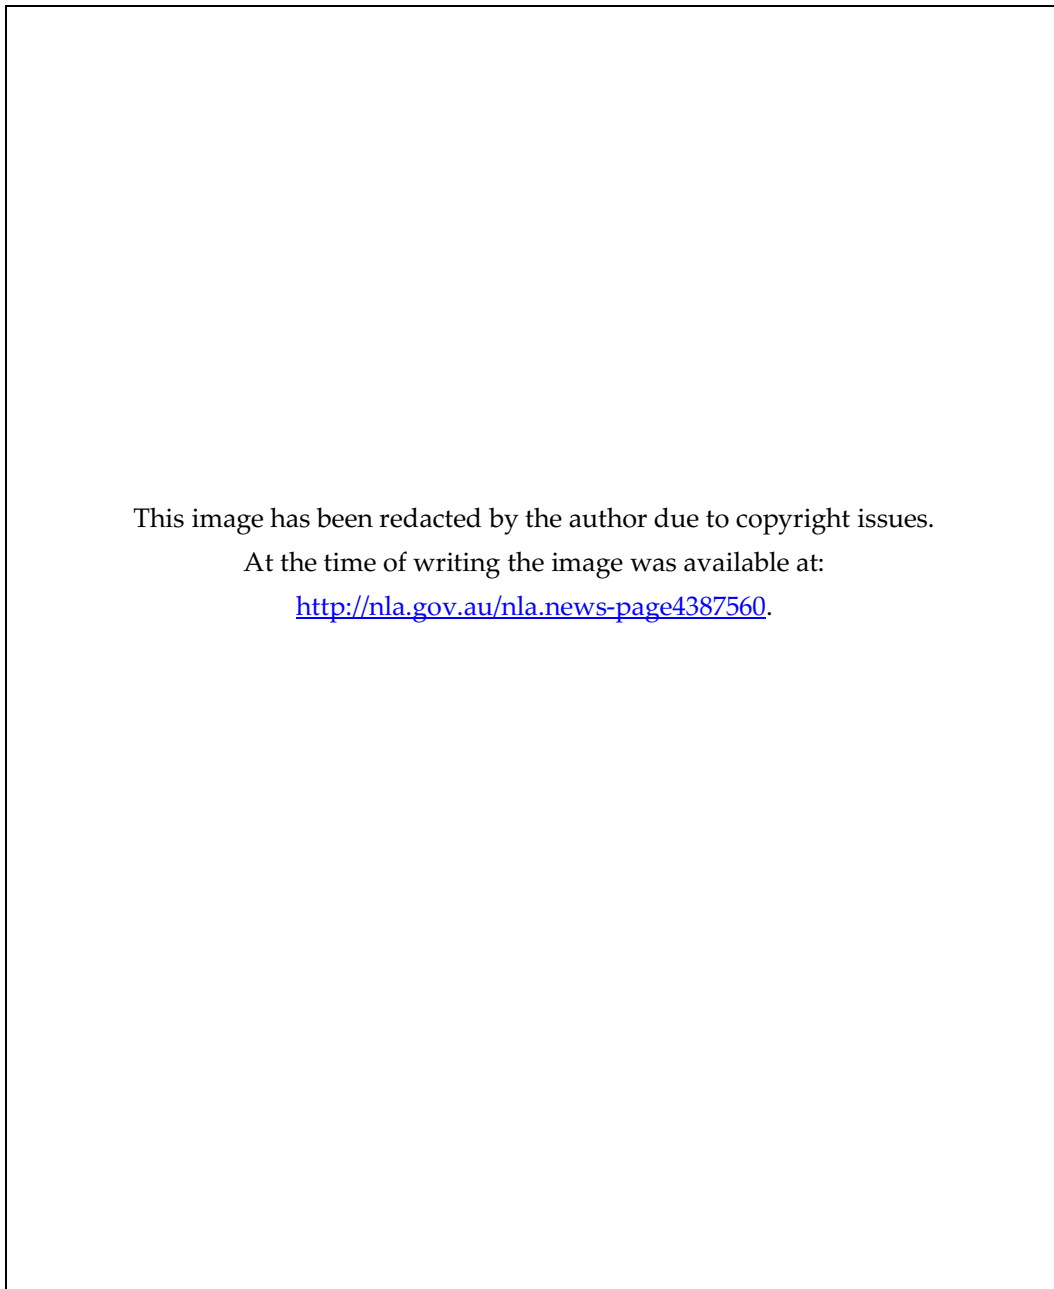 This image has been redacted by the author due to copyright issues.
At the time of writing the image was available at:
http://nla.gov.au/nla.news-page4387560.